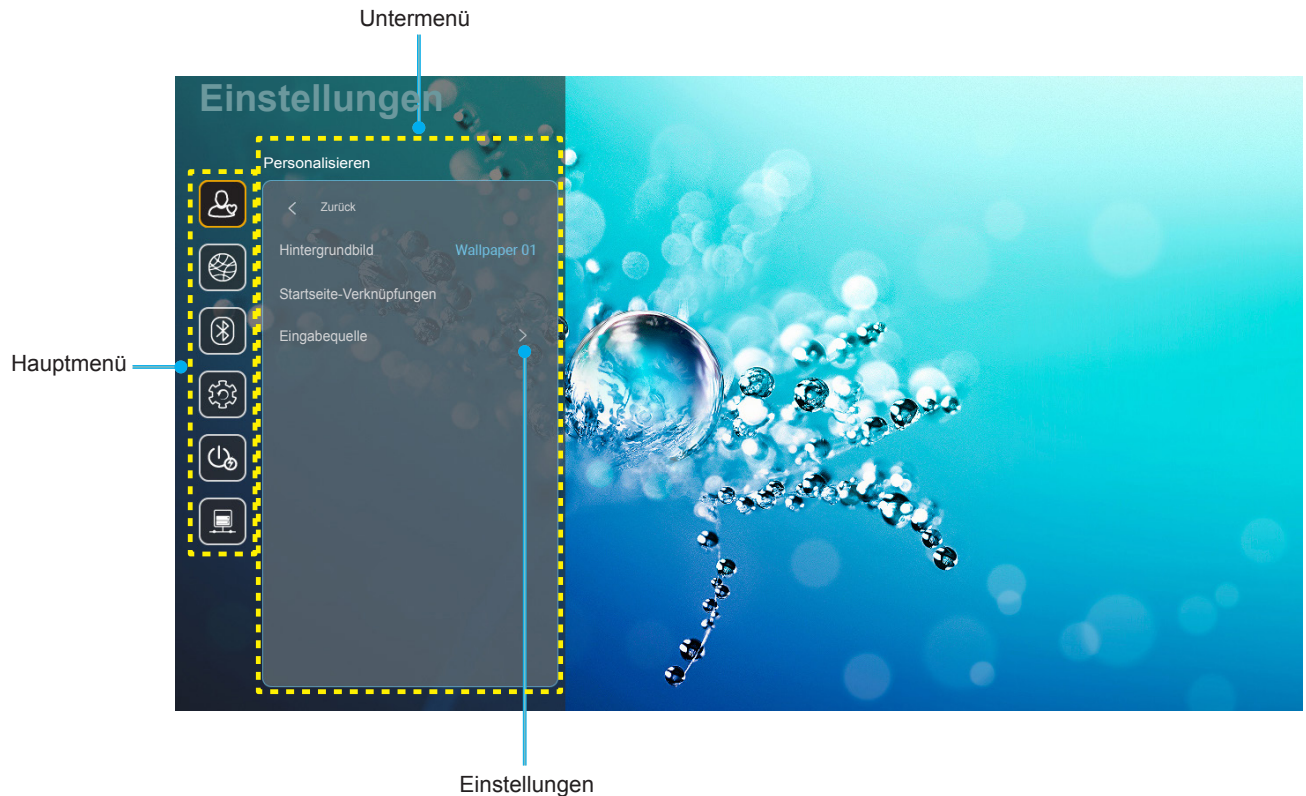 Untermenü
Einstellungen
Personalisieren
Zurück
Hintergrundbild Wallpaper 01
Startseite-Verknüpfungen
Eingabequelle
Hauptmenü
Einstellungen